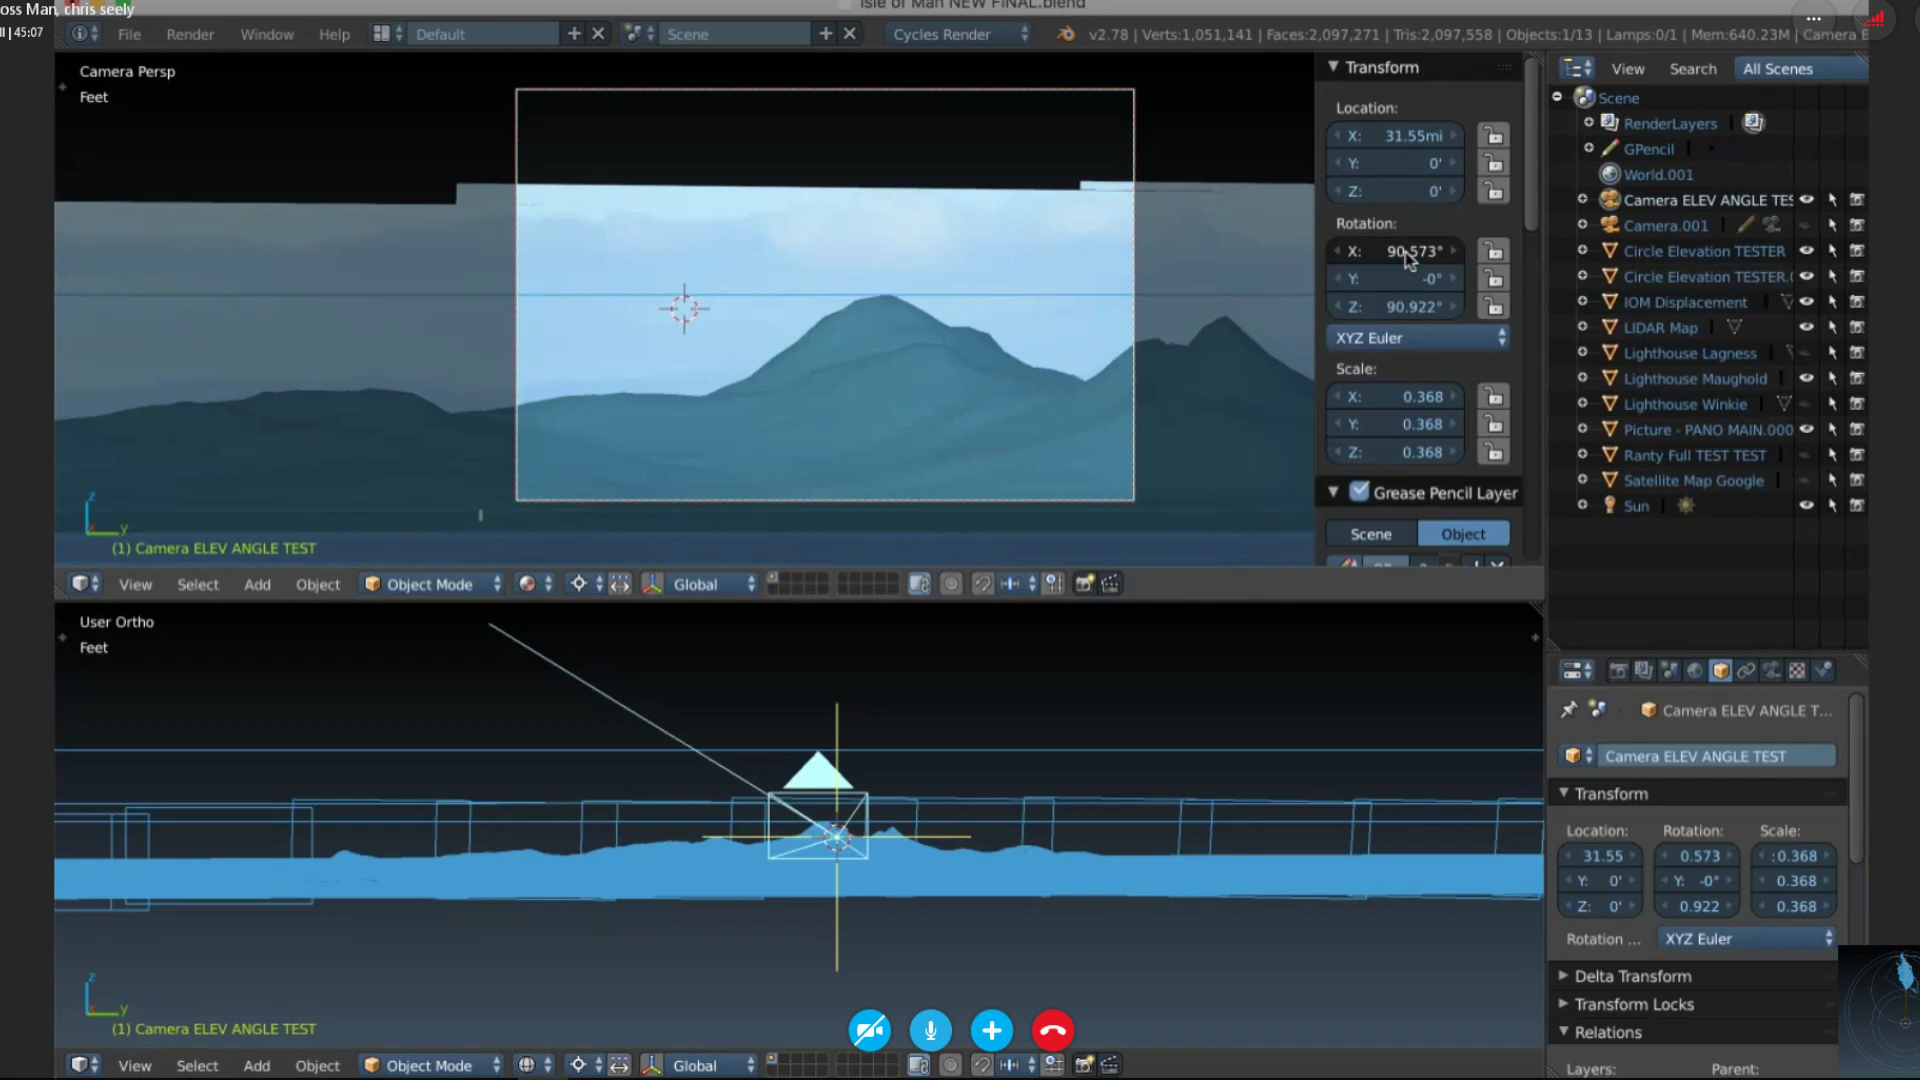 oss Man, chris seely
45:07
Isle of Man NEW FINAL.blend
File Render Window Help Default Scene Cycles Render v2.78 | Verts:1,051,141 | Faces:2,097,271 | Tris:2,097,558 | Objects:1/13 | Lamps:0/1 | Mem:640.23M | Camera E
Camera Persp
Feet
(1) Camera ELEV ANGLE TEST
View Select Add Object Object Mode Global
Transform
Location:
X: 31.55mi
Y: 0'
Z: 0'
Rotation:
X: 90.573°
Y: -0°
Z: 90.922°
XYZ Euler
Scale:
X: 0.368
Y: 0.368
Z: 0.368
Grease Pencil Layer
Scene Object
View Search All Scenes
Scene
RenderLayers
GPencil
World.001
Camera ELEV ANGLE TES
Camera.001
Circle Elevation TESTER
Circle Elevation TESTER.0
IOM Displacement
LIDAR Map
Lighthouse Lagness
Lighthouse Maughold
Lighthouse Winkie
Picture - PANO MAIN.000
Ranty Full TEST TEST
Satellite Map Google
Sun
User Ortho
Feet
(1) Camera ELEV ANGLE TEST
View Select Add Object Object Mode Global
Camera ELEV ANGLE T...
Camera ELEV ANGLE TEST
Transform
Location: Rotation: Scale:
31.55 0.573 :0.368
Y: 0' Y: -0° 0.368
Z: 0' 0.922 0.368
Rotation ... XYZ Euler
Delta Transform
Transform Locks
Relations
Layers: Parent: